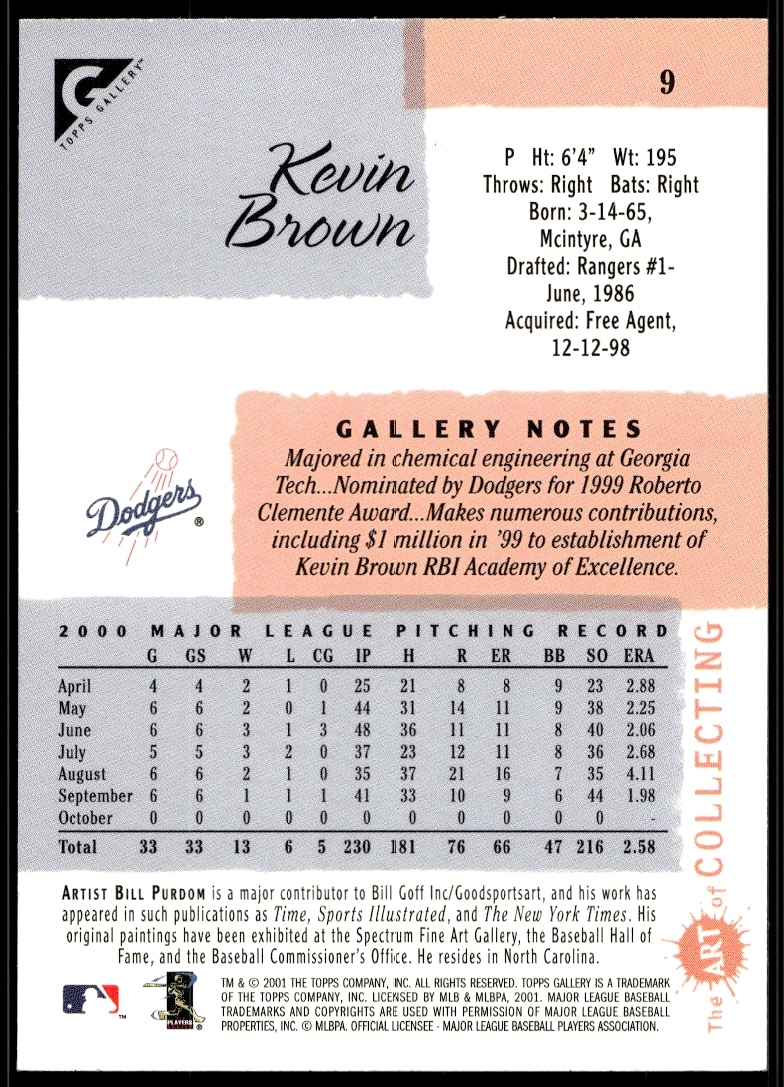 G
TOPPS GALLERY™
9
Kevin
Brown
P Ht: 6'4" Wt: 195
Throws: Right Bats: Right
Born: 3-14-65,
Mcintyre, GA
Drafted: Rangers #1-
June, 1986
Acquired: Free Agent,
12-12-98
GALLERY NOTES
Majored in chemical engineering at Georgia
Tech...Nominated by Dodgers for 1999 Roberto
Clemente Award...Makes numerous contributions,
including $1 million in '99 to establishment of
Kevin Brown RBI Academy of Excellence.
Dodgers®
2000 MAJOR LEAGUE PITCHING RECORD
G GS W L CG IP H R ER BB SO ERA
April 4 4 2 1 0 25 21 8 8 9 23 2.88
May 6 6 2 0 1 44 31 14 11 9 38 2.25
June 6 6 3 1 3 48 36 11 11 8 40 2.06
July 5 5 3 2 0 37 23 12 11 8 36 2.68
August 6 6 2 1 0 35 37 21 16 7 35 4.11
September 6 6 1 1 1 41 33 10 9 6 44 1.98
October 0 0 0 0 0 0 0 0 0 0 0 -
Total 33 33 13 6 5 230 181 76 66 47 216 2.58
The ART of COLLECTING
ARTIST BILL PURDOM is a major contributor to Bill Goff Inc/Goodsportsart, and his work has
appeared in such publications as Time, Sports Illustrated, and The New York Times. His
original paintings have been exhibited at the Spectrum Fine Art Gallery, the Baseball Hall of
Fame, and the Baseball Commissioner's Office. He resides in North Carolina.
™
PLAYERS ®
TM & © 2001 THE TOPPS COMPANY, INC. ALL RIGHTS RESERVED. TOPPS GALLERY IS A TRADEMARK
OF THE TOPPS COMPANY, INC. LICENSED BY MLB & MLBPA, 2001. MAJOR LEAGUE BASEBALL
TRADEMARKS AND COPYRIGHTS ARE USED WITH PERMISSION OF MAJOR LEAGUE BASEBALL
PROPERTIES, INC. © MLBPA. OFFICIAL LICENSEE - MAJOR LEAGUE BASEBALL PLAYERS ASSOCIATION.